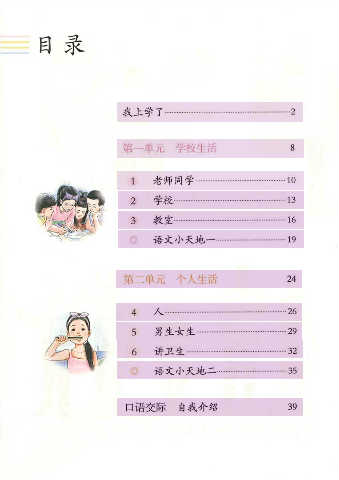 目录
我上学了 2
第一单元 学校生活 8
1 老师同学 10
2 学校 13
3 教室 16
◎ 语文小天地一 19
第二单元 个人生活 24
4 人 26
5 男生女生 29
6 讲卫生 32
◎ 语文小天地二 35
口语交际 自我介绍 39